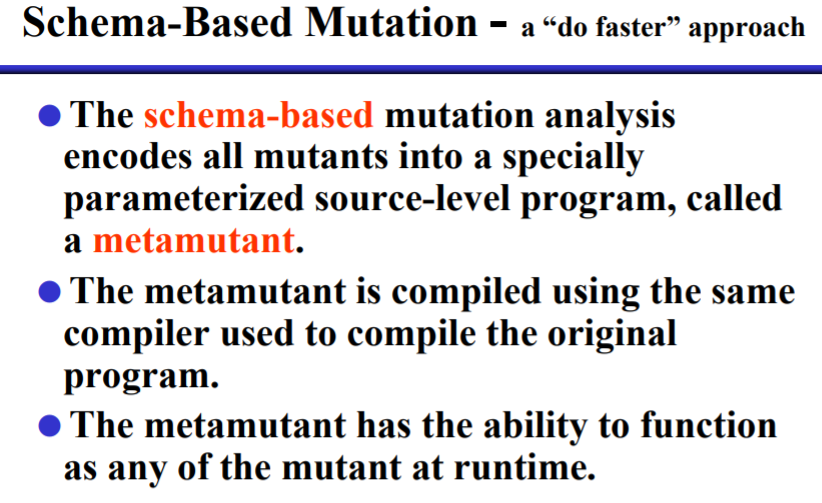 Schema-Based Mutation - a “do faster” approach
The schema-based mutation analysis
encodes all mutants into a specially
parameterized source-level program, called
a metamutant.
The metamutant is compiled using the same
compiler used to compile the original
program.
The metamutant has the ability to function
as any of the mutant at runtime.